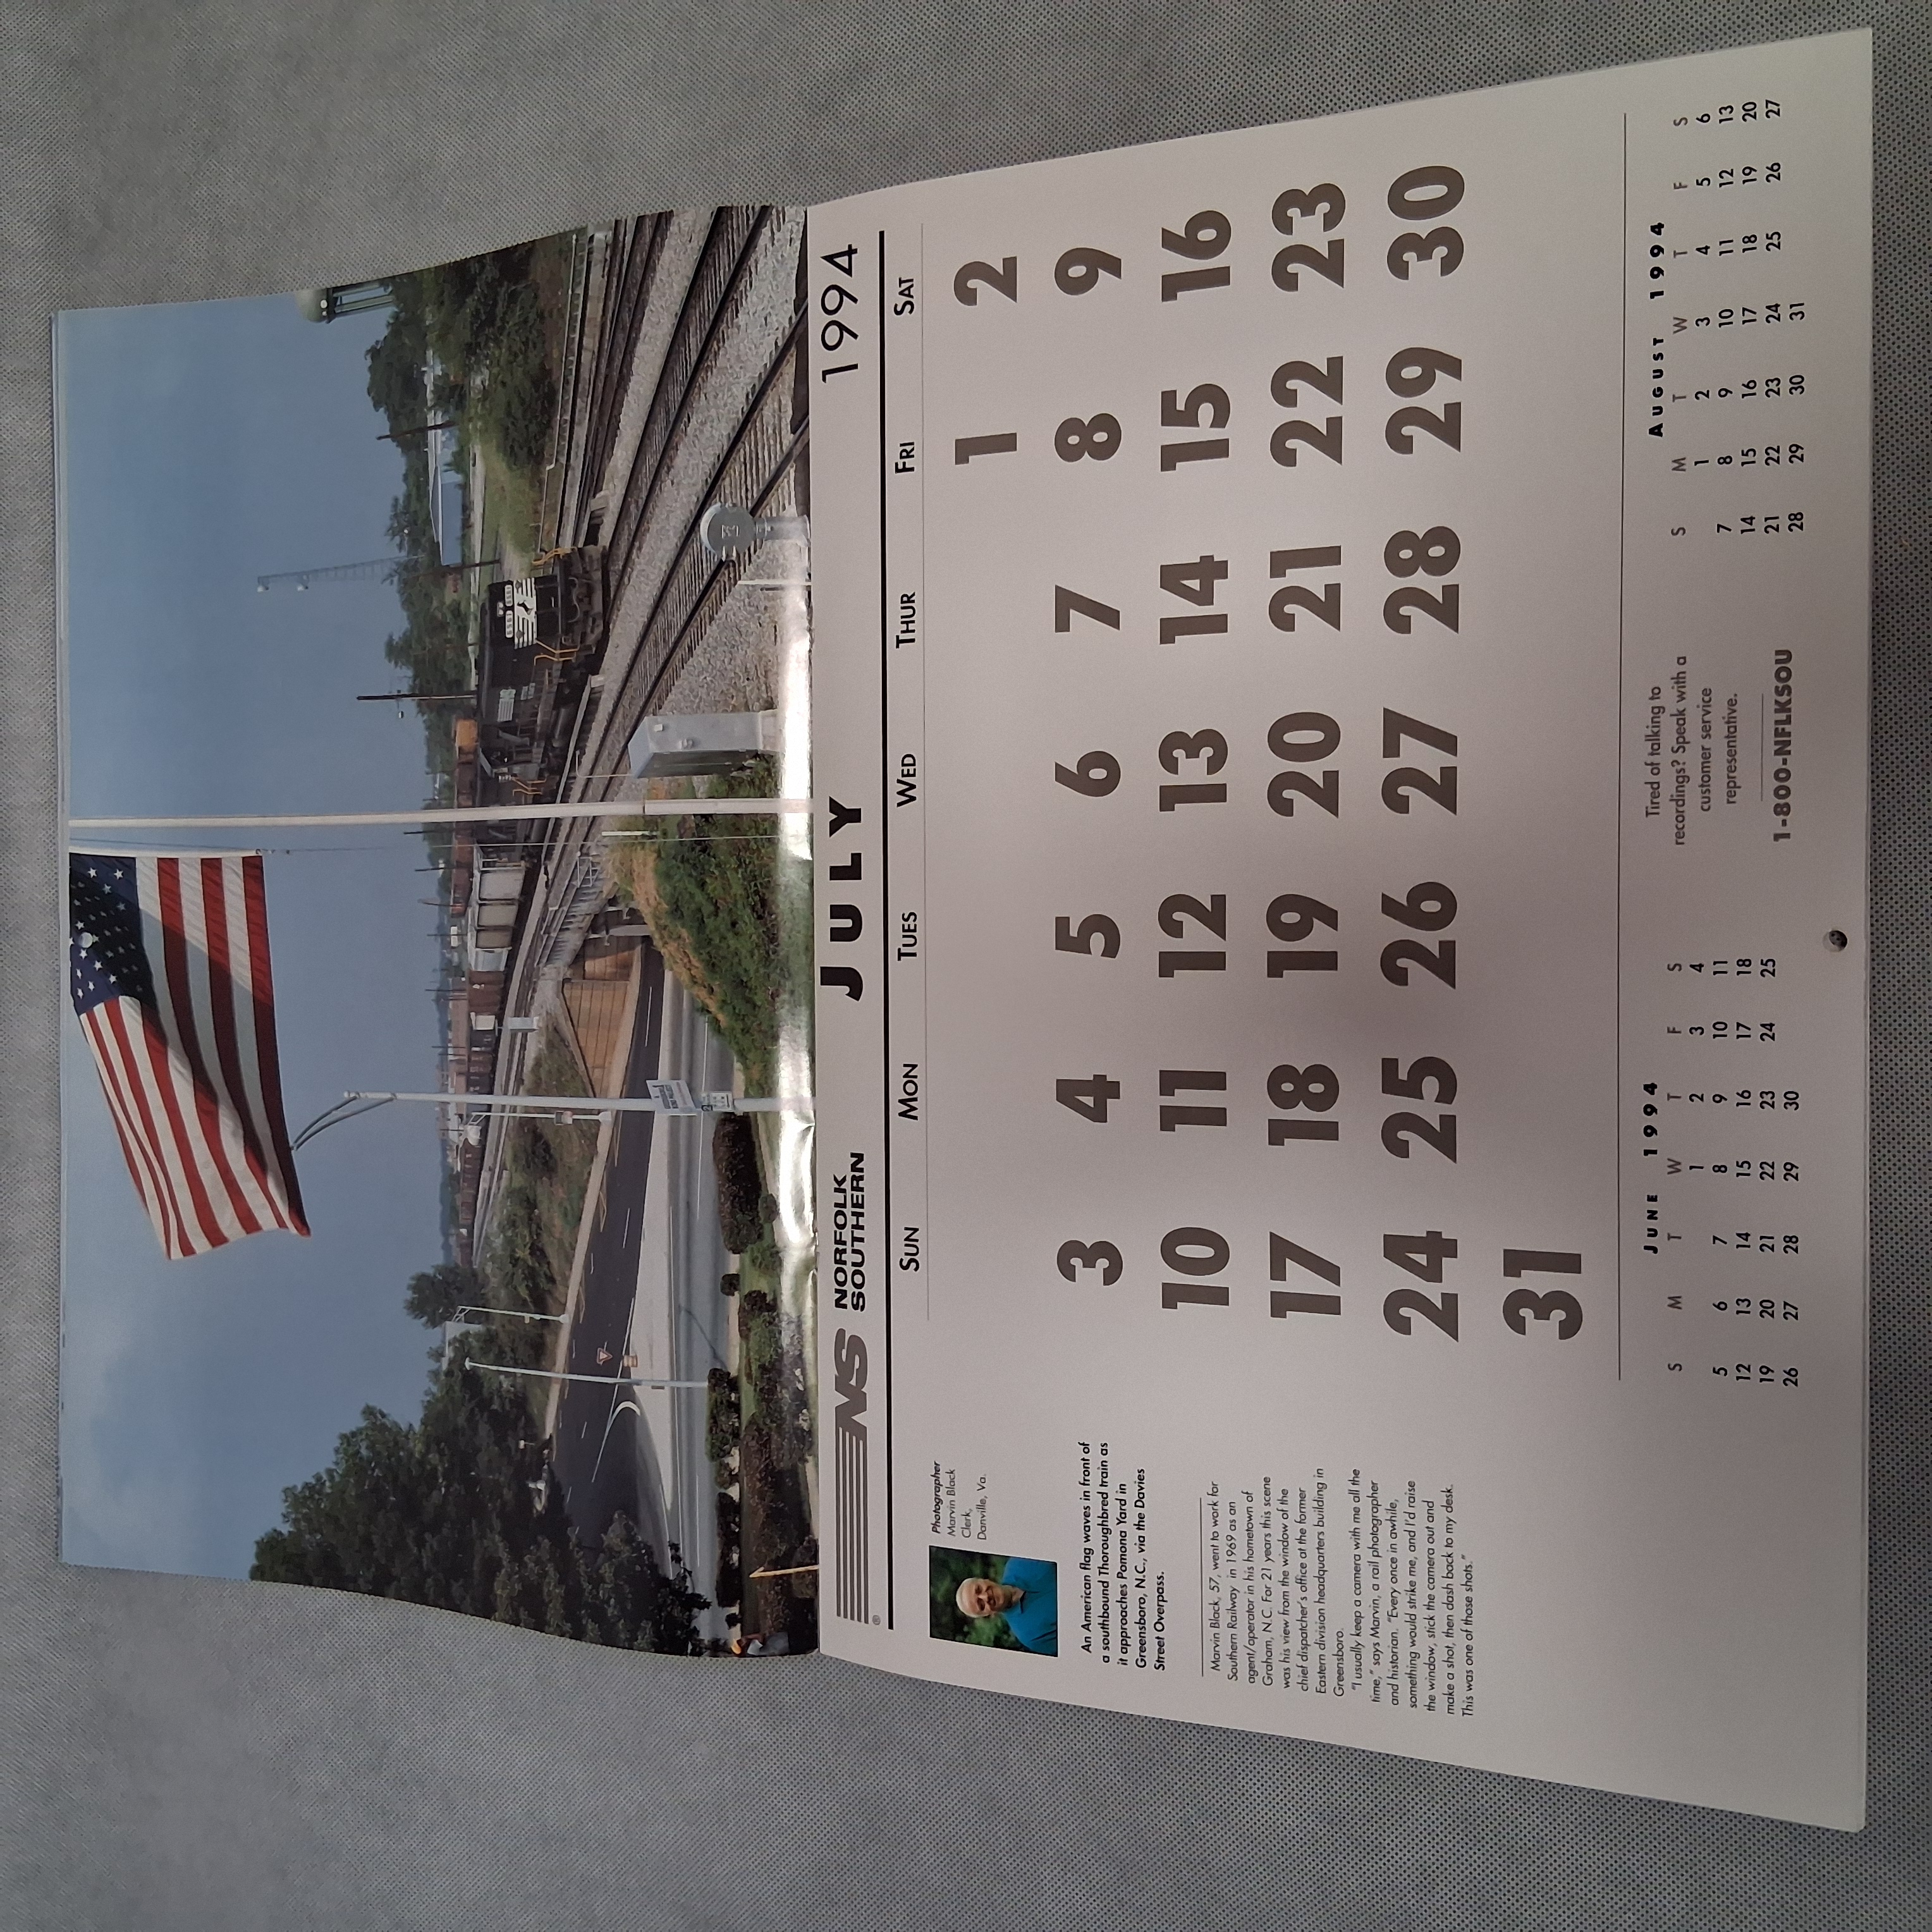 NS NORFOLK
SOUTHERN
®
JULY
1994
SUN MON TUES WED THUR FRI SAT
1 2
3 4 5 6 7 8 9
10 11 12 13 14 15 16
17 18 19 20 21 22 23
24 25 26 27 28 29 30
31
Photographer
Marvin Black
Clerk,
Danville, Va.
An American flag waves in front of
a southbound Thoroughbred train as
it approaches Pomona Yard in
Greensboro, N.C., via the Davies
Street Overpass.
Marvin Black, 57, went to work for
Southern Railway in 1969 as an
agent/operator in his hometown of
Graham, N.C. For 21 years this scene
was his view from the window of the
chief dispatcher's office at the former
Eastern division headquarters building in
Greensboro.
"I usually keep a camera with me all the
time," says Marvin, a rail photographer
and historian. "Every once in awhile,
something would strike me, and I'd raise
the window, stick the camera out and
make a shot, then dash back to my desk.
This was one of those shots."
JUNE 1994
S M T W T F S
1 2 3 4
5 6 7 8 9 10 11
12 13 14 15 16 17 18
19 20 21 22 23 24 25
26 27 28 29 30
Tired of talking to
recordings? Speak with a
customer service
representative.
1-800-NFLKSOU
AUGUST 1994
S M T W T F S
1 2 3 4 5 6
7 8 9 10 11 12 13
14 15 16 17 18 19 20
21 22 23 24 25 26 27
28 29 30 31